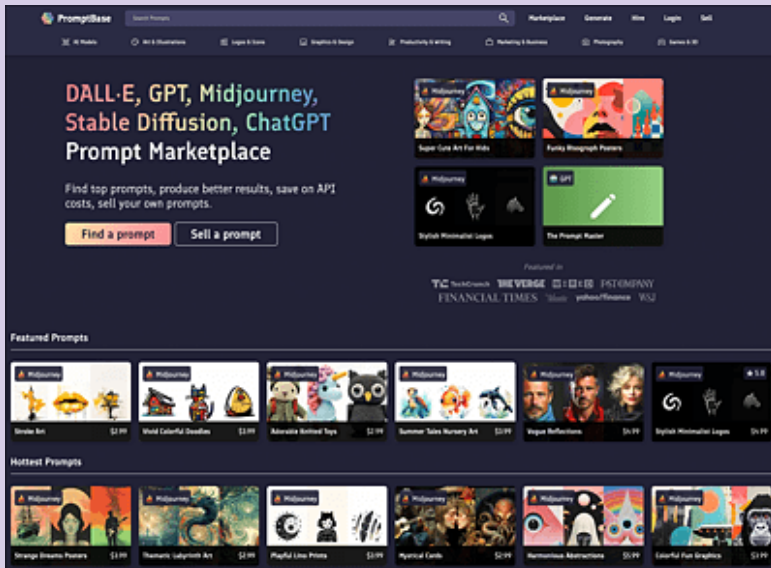 PromptBase
Search Prompts
Marketplace
Generate
Hire
Login
Sell
AI Models
Art & Illustrations
Logos & Icons
Graphics & Design
Productivity & Writing
Marketing & Business
Photography
Games & 3D
DALL·E, GPT, Midjourney,
Stable Diffusion, ChatGPT
Prompt Marketplace
Find top prompts, produce better results, save on API
costs, sell your own prompts.
Find a prompt
Sell a prompt
Midjourney
Super Cute Art For Kids
Midjourney
Funky Risograph Posters
Midjourney
Stylish Minimalist Logos
GPT
The Prompt Master
Featured in
TC TechCrunch
THE VERGE
WIRED
FAST COMPANY
FINANCIAL TIMES
yahoo!finance
WSJ
Featured Prompts
Midjourney
Stroke Art
$2.99
Midjourney
Vivid Colorful Doodles
$2.99
Midjourney
Adorable Knitted Toys
$2.99
Midjourney
Summer Tales Nursery Art
$3.99
Midjourney
Vogue Reflections
$4.99
Midjourney
5.0
Stylish Minimalist Logos
$4.99
Hottest Prompts
Midjourney
Strange Dreams Posters
$3.99
Midjourney
Thematic Labyrinth Art
$2.99
Midjourney
Playful Lino Prints
$3.99
Midjourney
Mystical Cards
$2.99
Midjourney
Harmonious Abstractions
$5.99
Midjourney
Colorful Fun Graphics
$3.99